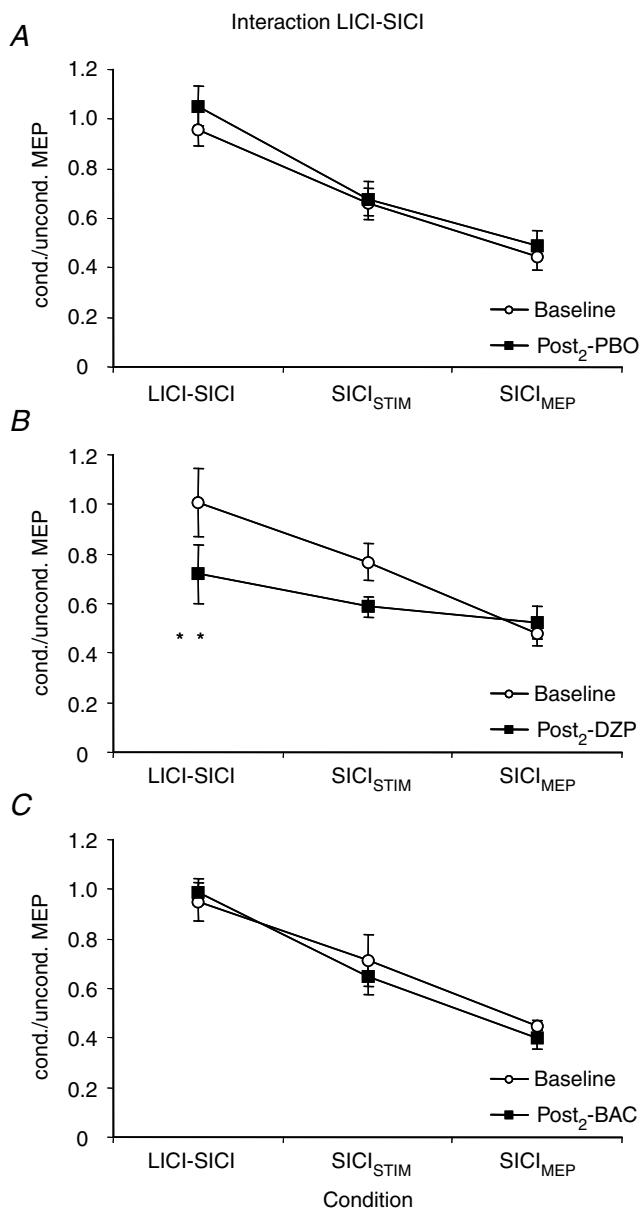 Interaction LICI-SICI
A
1.2
1.0
0.8
0.6
0.4
0.2
0
cond./uncond. MEP
Baseline
Post2-PBO
LICI-SICI SICISTIM SICIMEP
B
1.2
1.0
0.8
0.6
0.4
0.2
0
cond./uncond. MEP
* *
Baseline
Post2-DZP
LICI-SICI SICISTIM SICIMEP
C
1.2
1.0
0.8
0.6
0.4
0.2
0
cond./uncond. MEP
Baseline
Post2-BAC
LICI-SICI SICISTIM SICIMEP
Condition